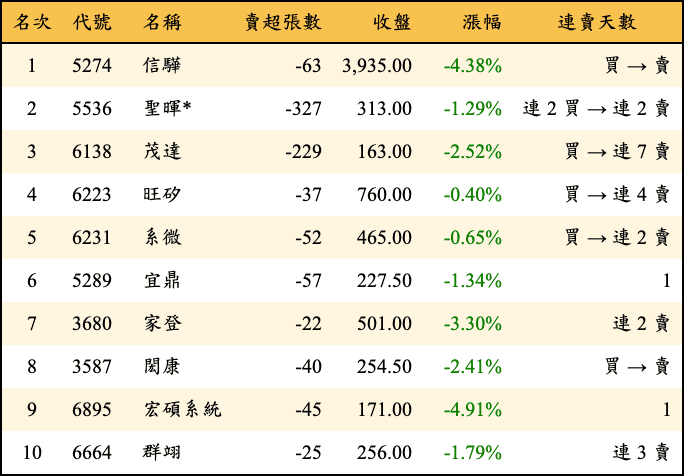 名次 代號 名稱 賣超張數 收盤 漲幅 連賣天數
1 5274 信驊 -63 3,935.00 -4.38% 買 → 賣
2 5536 聖暉* -327 313.00 -1.29% 連 2 買 → 連 2 賣
3 6138 茂達 -229 163.00 -2.52% 買 → 連 7 賣
4 6223 旺矽 -37 760.00 -0.40% 買 → 連 4 賣
5 6231 系微 -52 465.00 -0.65% 買 → 連 2 賣
6 5289 宜鼎 -57 227.50 -1.34% 1
7 3680 家登 -22 501.00 -3.30% 連 2 賣
8 3587 閎康 -40 254.50 -2.41% 買 → 賣
9 6895 宏碩系統 -45 171.00 -4.91% 1
10 6664 群翊 -25 256.00 -1.79% 連 3 賣